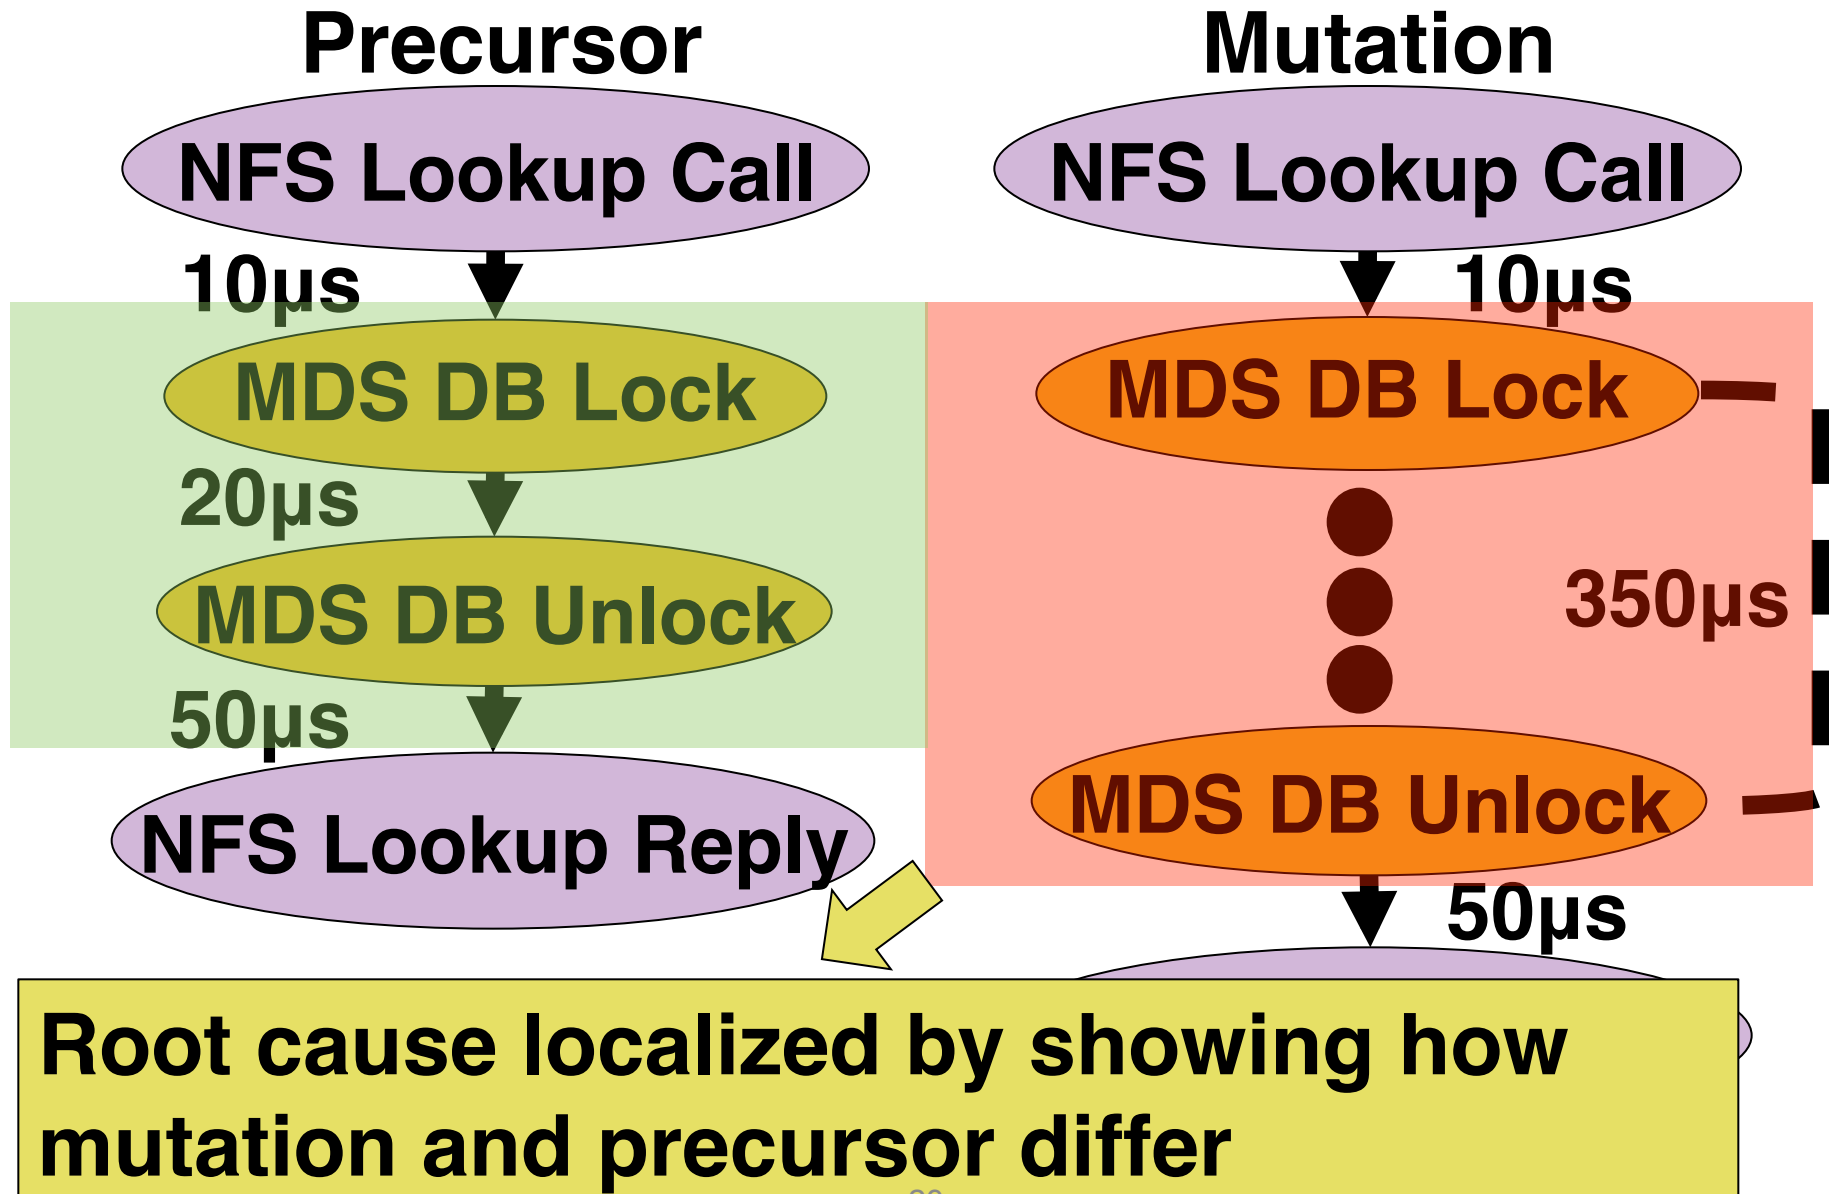 Precursor
NFS Lookup Call
10µs
MDS DB Lock
20µs
MDS DB Unlock
50µs
NFS Lookup Reply
Mutation
NFS Lookup Call
10µs
MDS DB Lock
350µs
MDS DB Unlock
50µs
Root cause localized by showing how
mutation and precursor differ